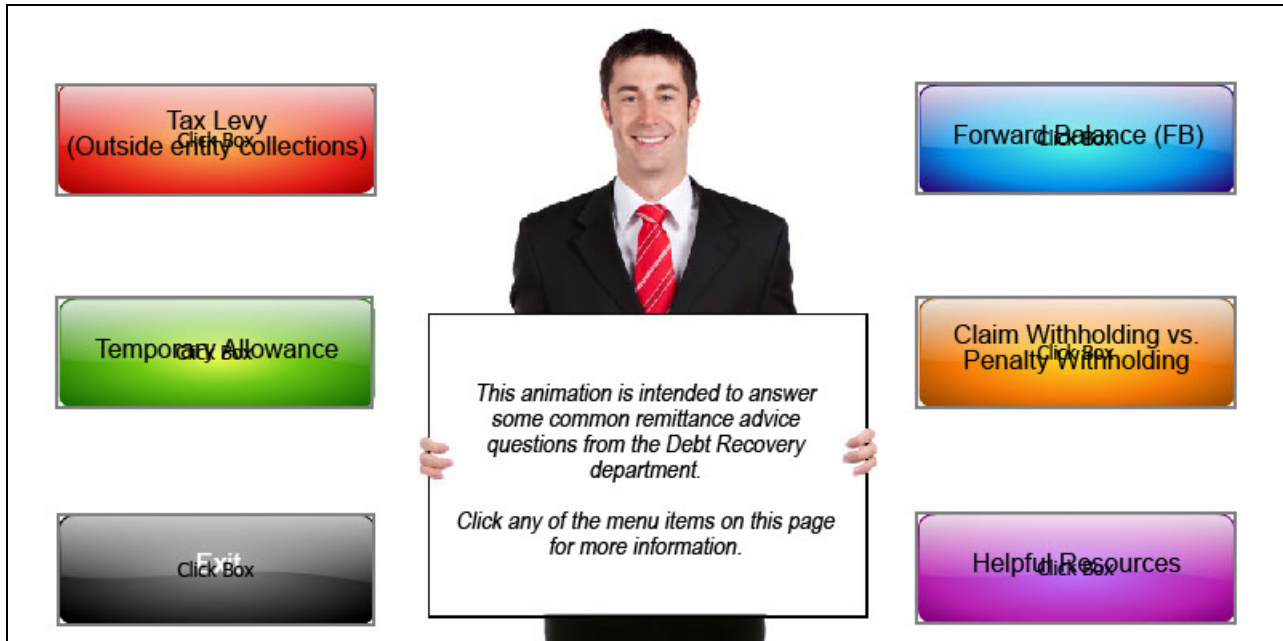 Tax Levy
(Outside entity collections)
Click Box
Forward Balance (FB)
Click Box
Temporary Allowance
Click Box
Claim Withholding vs.
Penalty Withholding
Click Box
This animation is intended to answer
some common remittance advice
questions from the Debt Recovery
department.
Click any of the menu items on this page
for more information.
Exit
Click Box
Helpful Resources
Click Box